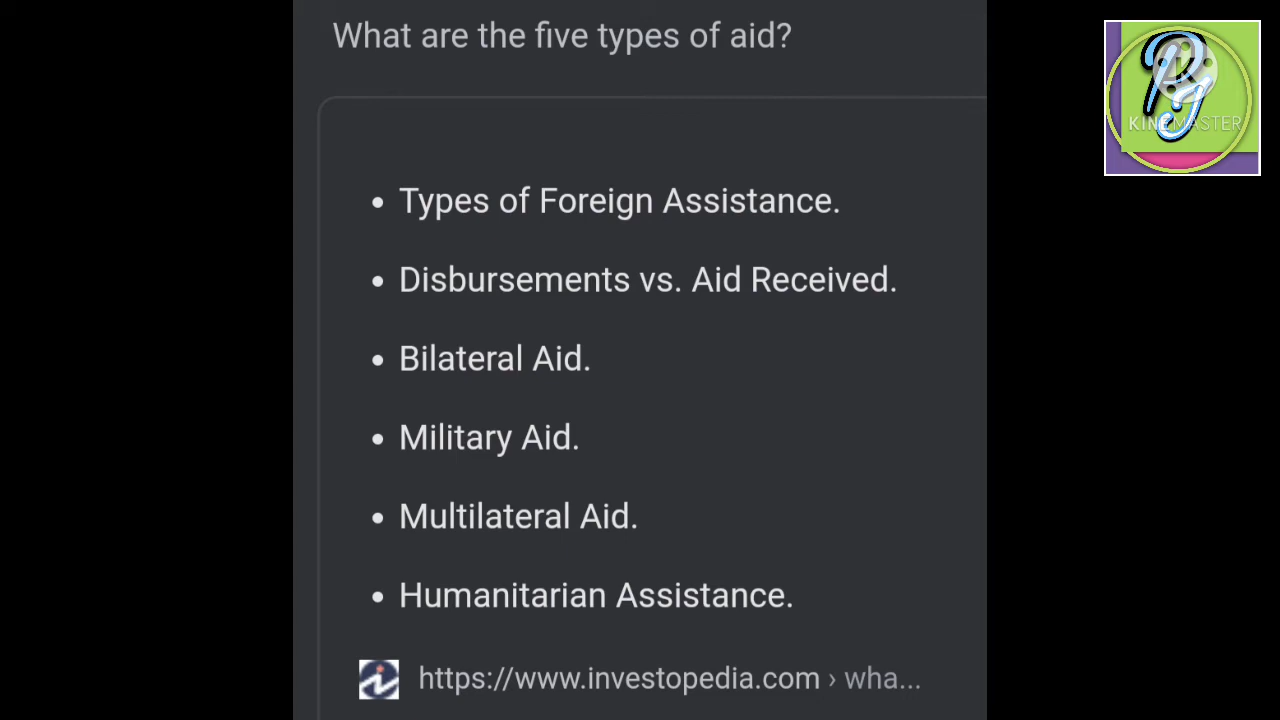 What are the five types of aid?
• Types of Foreign Assistance.
• Disbursements vs. Aid Received.
• Bilateral Aid.
• Military Aid.
• Multilateral Aid.
• Humanitarian Assistance.
https://www.investopedia.com › wha...
KINEMASTER